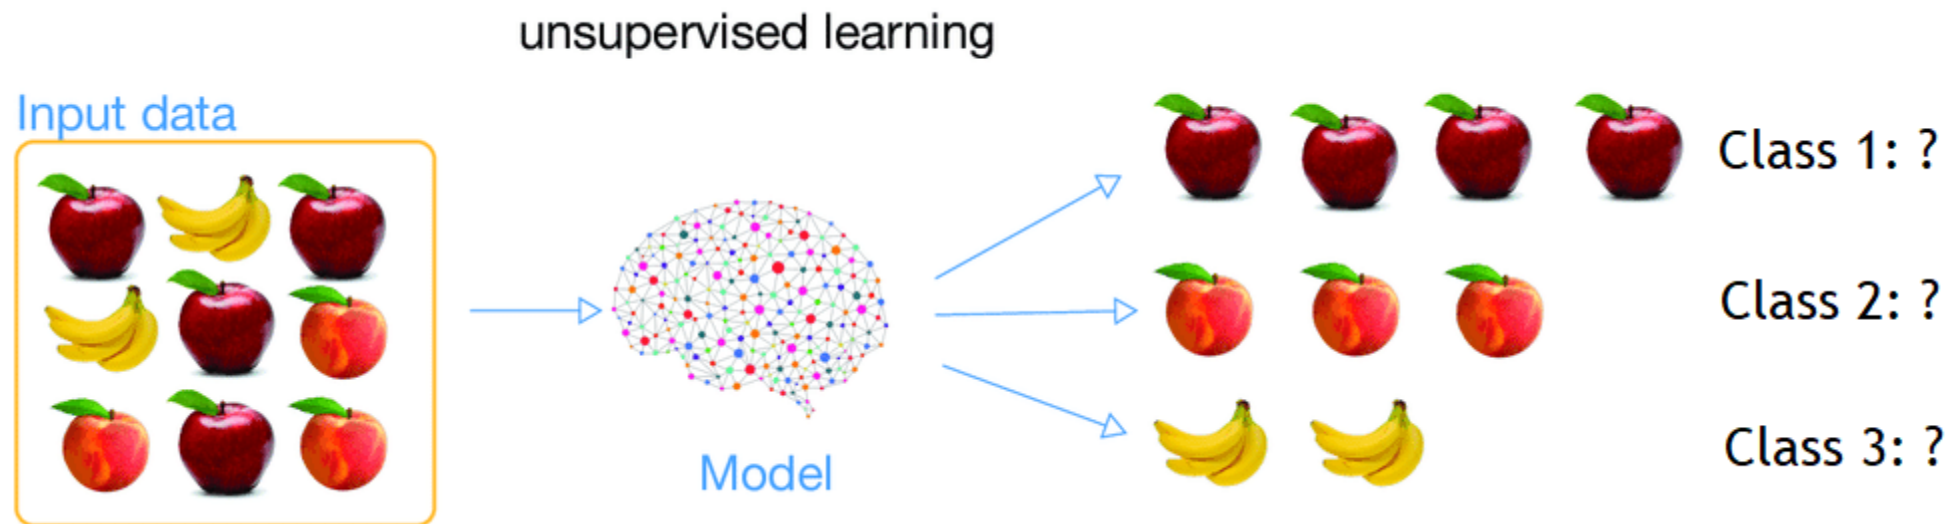 unsupervised learning
Input data
Class 1: ?
Class 2: ?
Class 3: ?
Model